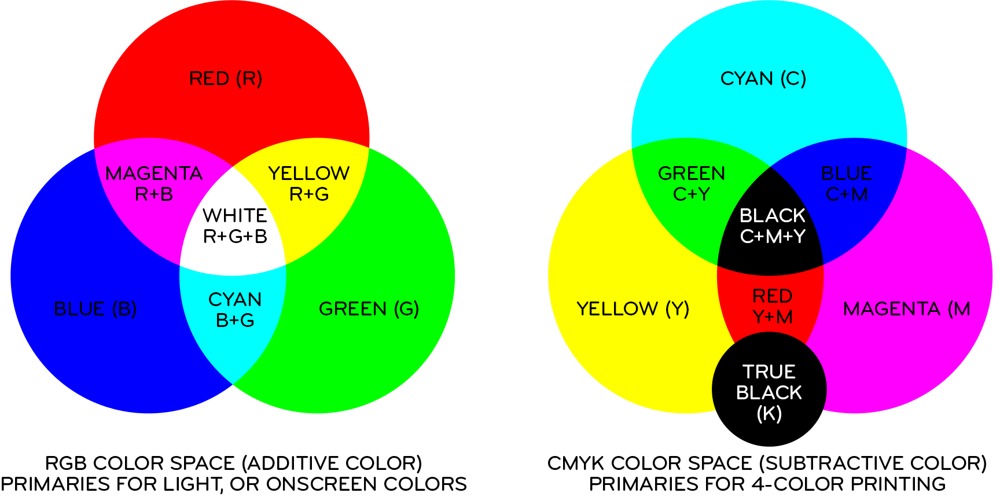 RED (R)
MAGENTA
R+B
YELLOW
R+G
WHITE
R+G+B
BLUE (B)
CYAN
B+G
GREEN (G)
RGB COLOR SPACE (ADDITIVE COLOR)
PRIMARIES FOR LIGHT, OR ONSCREEN COLORS
CYAN (C)
GREEN
C+Y
BLUE
C+M
BLACK
C+M+Y
YELLOW (Y)
RED
Y+M
MAGENTA (M
TRUE
BLACK
(K)
CMYK COLOR SPACE (SUBTRACTIVE COLOR)
PRIMARIES FOR 4-COLOR PRINTING